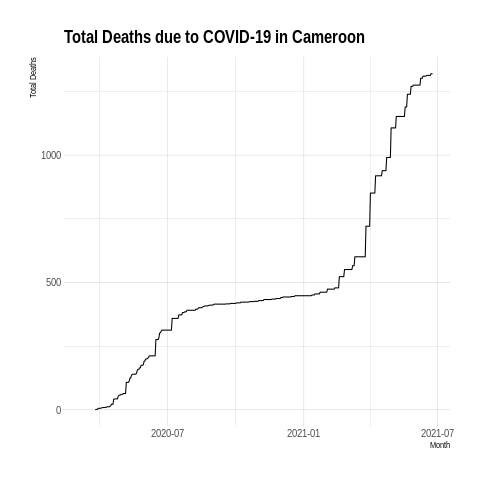 Total Deaths due to COVID-19 in Cameroon
Total Deaths
1000
500
0
2020-07
2021-01
2021-07
Month